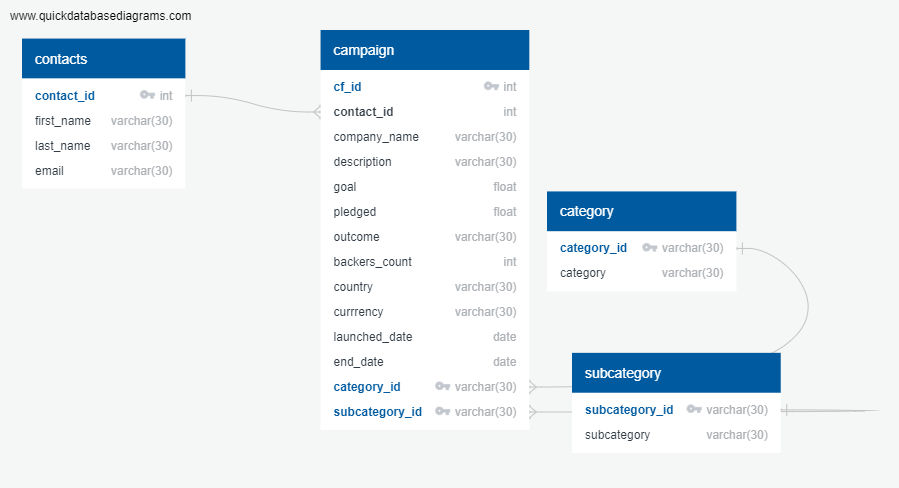 www.quickdatabasediagrams.com
contacts
contact_id int
first_name varchar(30)
last_name varchar(30)
email varchar(30)
campaign
cf_id int
contact_id int
company_name varchar(30)
description varchar(30)
goal float
pledged float
outcome varchar(30)
backers_count int
country varchar(30)
currrency varchar(30)
launched_date date
end_date date
category_id varchar(30)
subcategory_id varchar(30)
category
category_id varchar(30)
category varchar(30)
subcategory
subcategory_id varchar(30)
subcategory varchar(30)